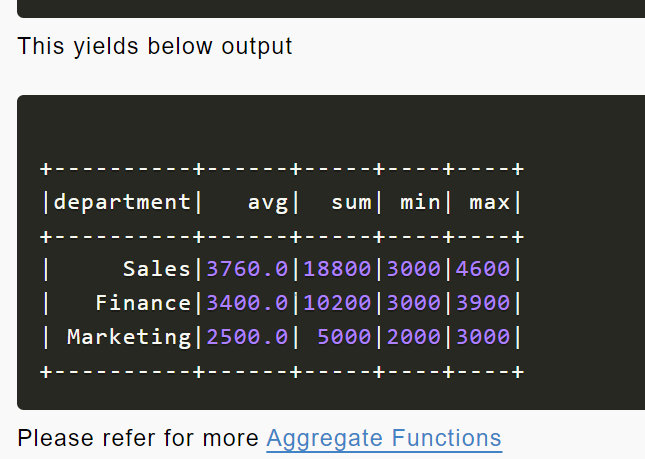 This yields below output
+----------+------+-----+----+----+
|department|   avg|  sum| min| max|
+----------+------+-----+----+----+
|     Sales|3760.0|18800|3000|4600|
|   Finance|3400.0|10200|3000|3900|
| Marketing|2500.0| 5000|2000|3000|
+----------+------+-----+----+----+
Please refer for more Aggregate Functions